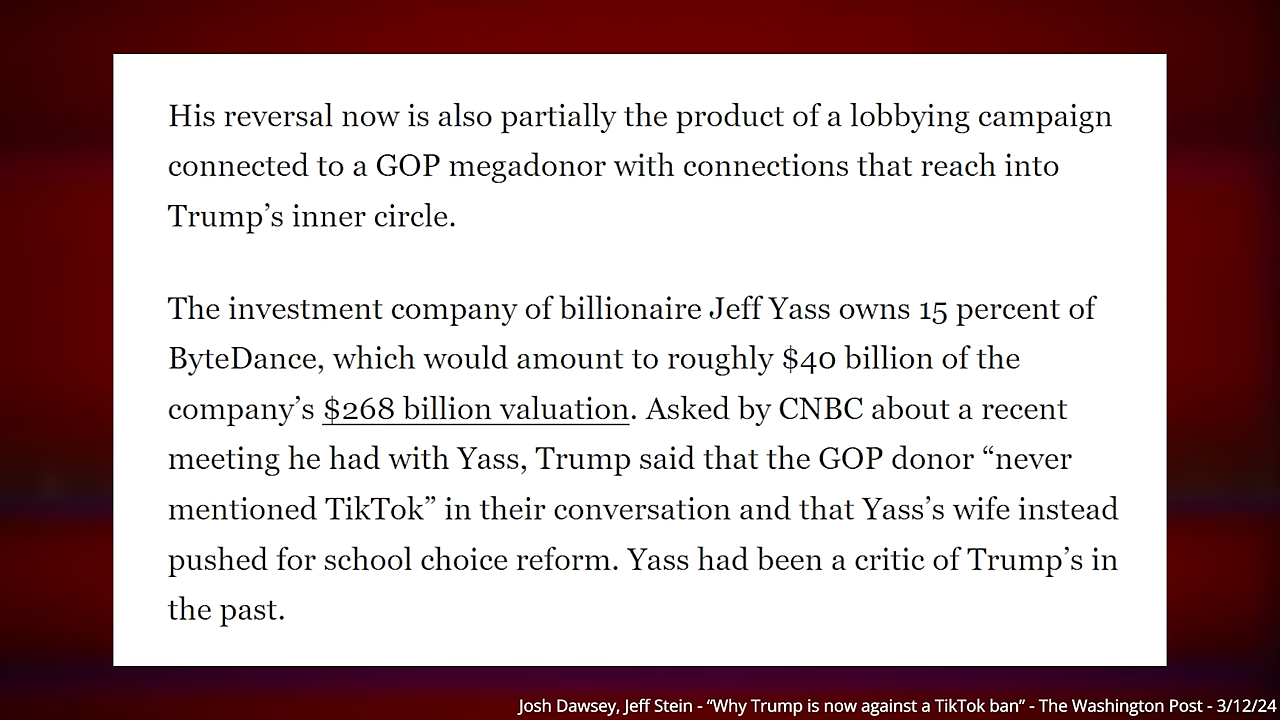 His reversal now is also partially the product of a lobbying campaign
connected to a GOP megadonor with connections that reach into
Trump’s inner circle.
The investment company of billionaire Jeff Yass owns 15 percent of
ByteDance, which would amount to roughly $40 billion of the
company’s $268 billion valuation. Asked by CNBC about a recent
meeting he had with Yass, Trump said that the GOP donor “never
mentioned TikTok” in their conversation and that Yass’s wife instead
pushed for school choice reform. Yass had been a critic of Trump’s in
the past.
Josh Dawsey, Jeff Stein - “Why Trump is now against a TikTok ban” - The Washington Post - 3/12/24